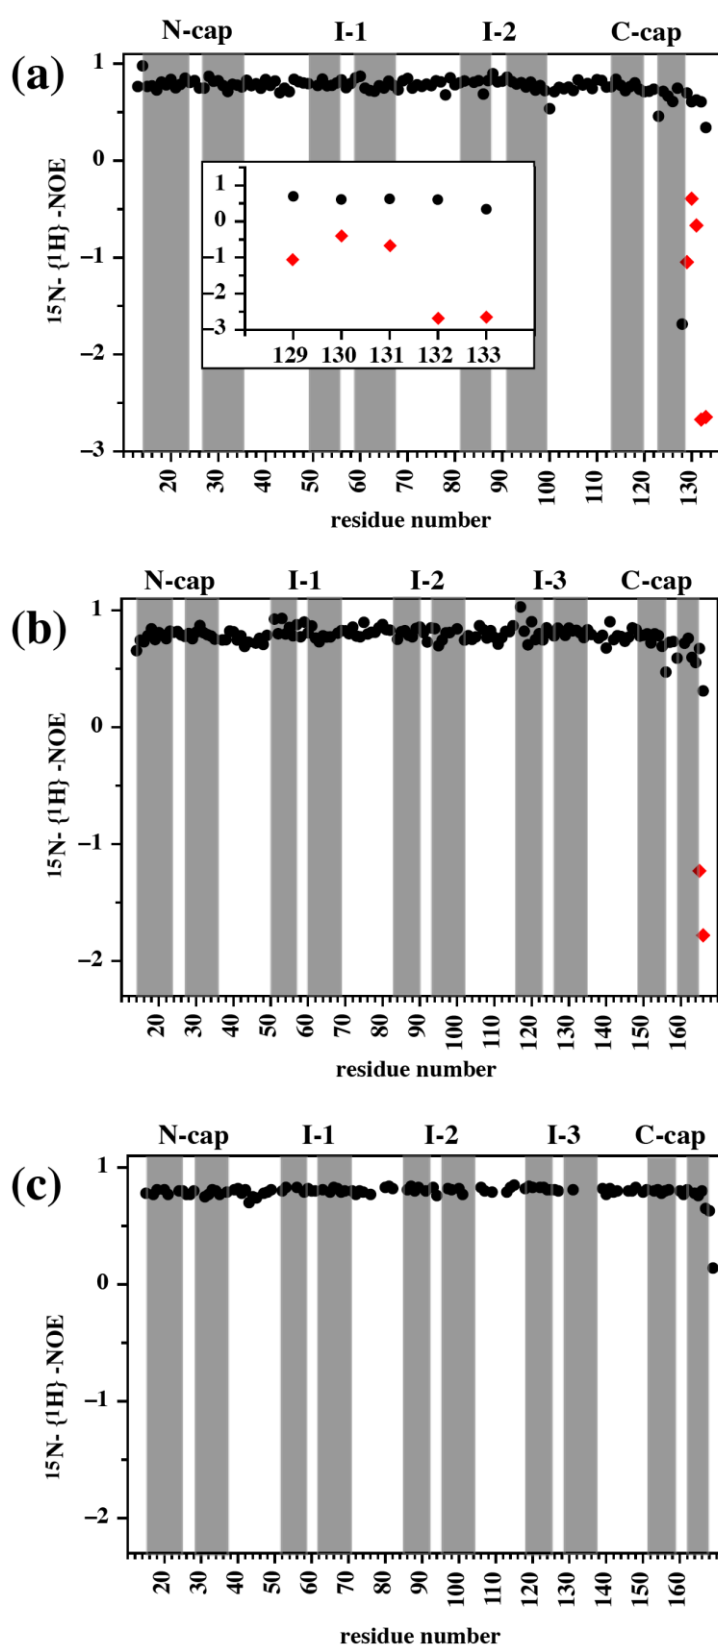 N-cap I-1 I-2 C-cap
(a)
1
0
−1
−2
−3
15N- {1H} -NOE
1
0
−1
−2
−3
129 130 131 132 133
20 30 40 50 60 70 80 90 100 110 120 130
residue number
N-cap I-1 I-2 I-3 C-cap
(b)
1
0
−1
−2
15N- {1H} -NOE
20 30 40 50 60 70 80 90 100 110 120 130 140 150 160
residue number
N-cap I-1 I-2 I-3 C-cap
(c)
1
0
−1
−2
15N- {1H} -NOE
20 30 40 50 60 70 80 90 100 110 120 130 140 150 160
residue number